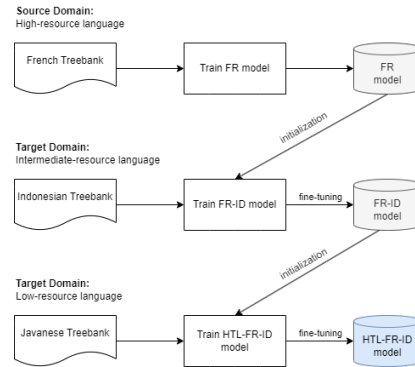 Source Domain:
High-resource language
French Treebank
Train FR model
FR
model
initialization
Target Domain:
Intermediate-resource language
Indonesian Treebank
Train FR-ID model
fine-tuning
FR-ID
model
initialization
Target Domain:
Low-resource language
Javanese Treebank
Train HTL-FR-ID
model
fine-tuning
HTL-FR-ID
model